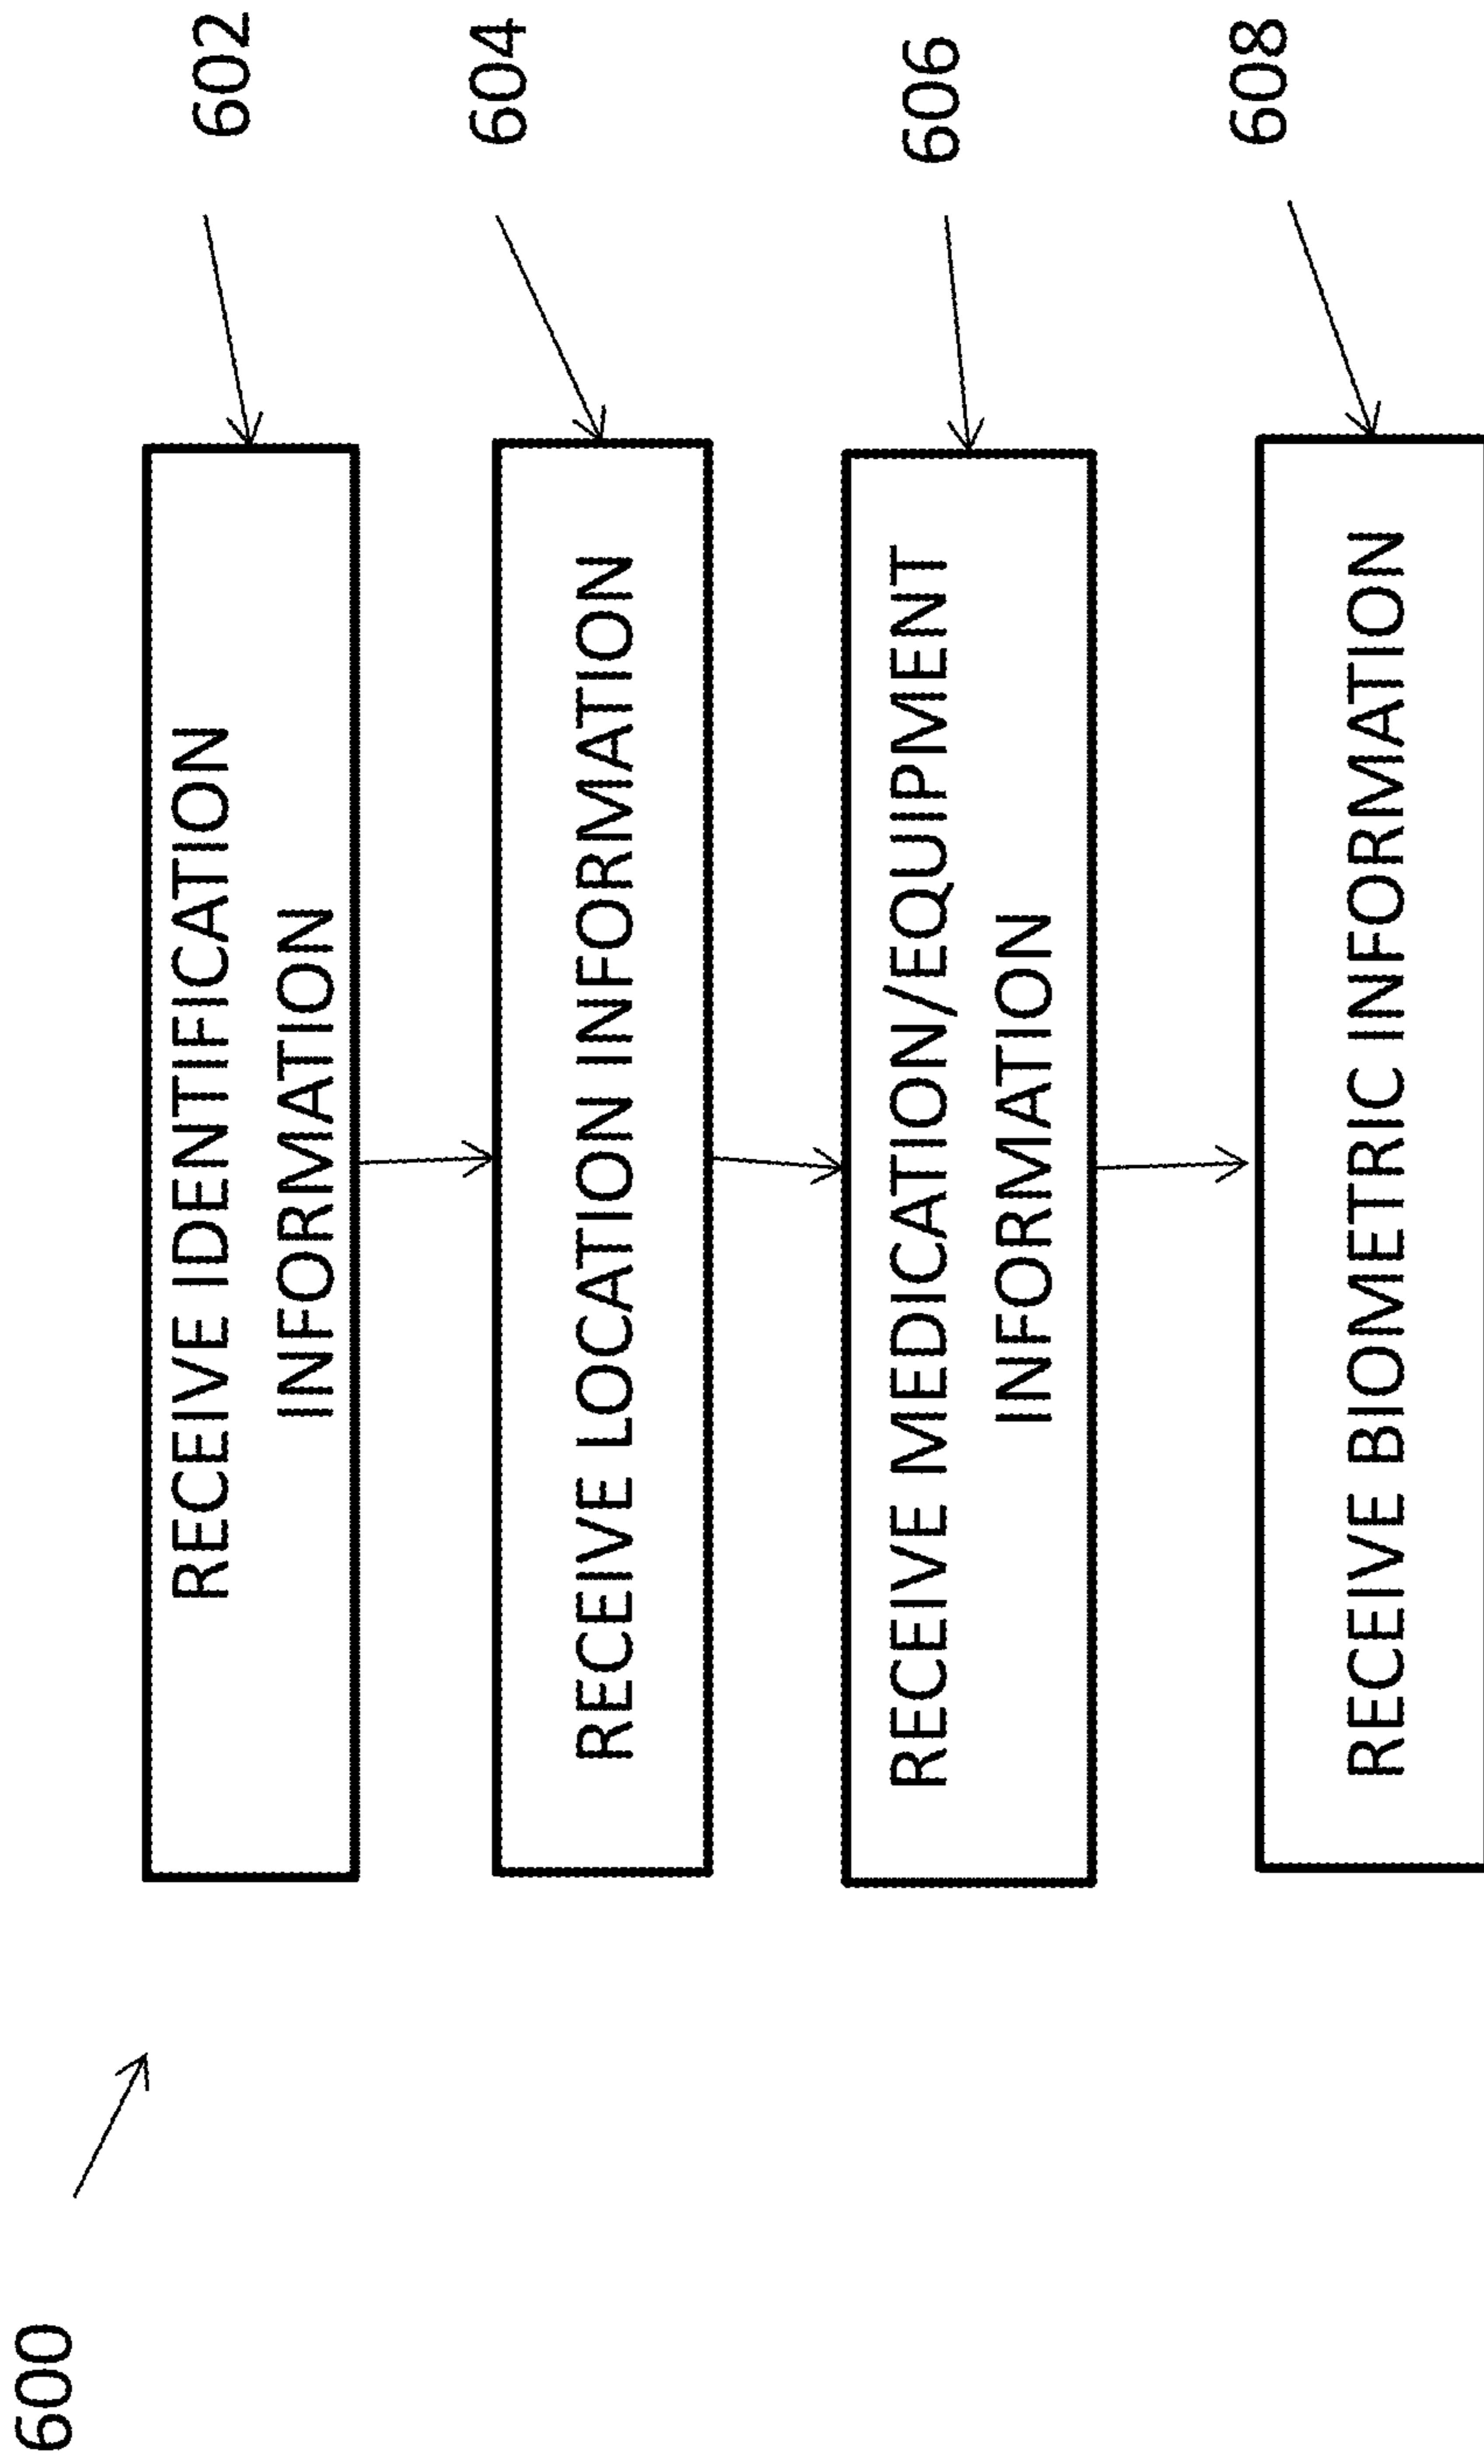 600
RECEIVE IDENTIFICATION
INFORMATION
602
RECEIVE LOCATION INFORMATION
604
RECEIVE MEDICATION/EQUIPMENT
INFORMATION
606
RECEIVE BIOMETRIC INFORMATION
608